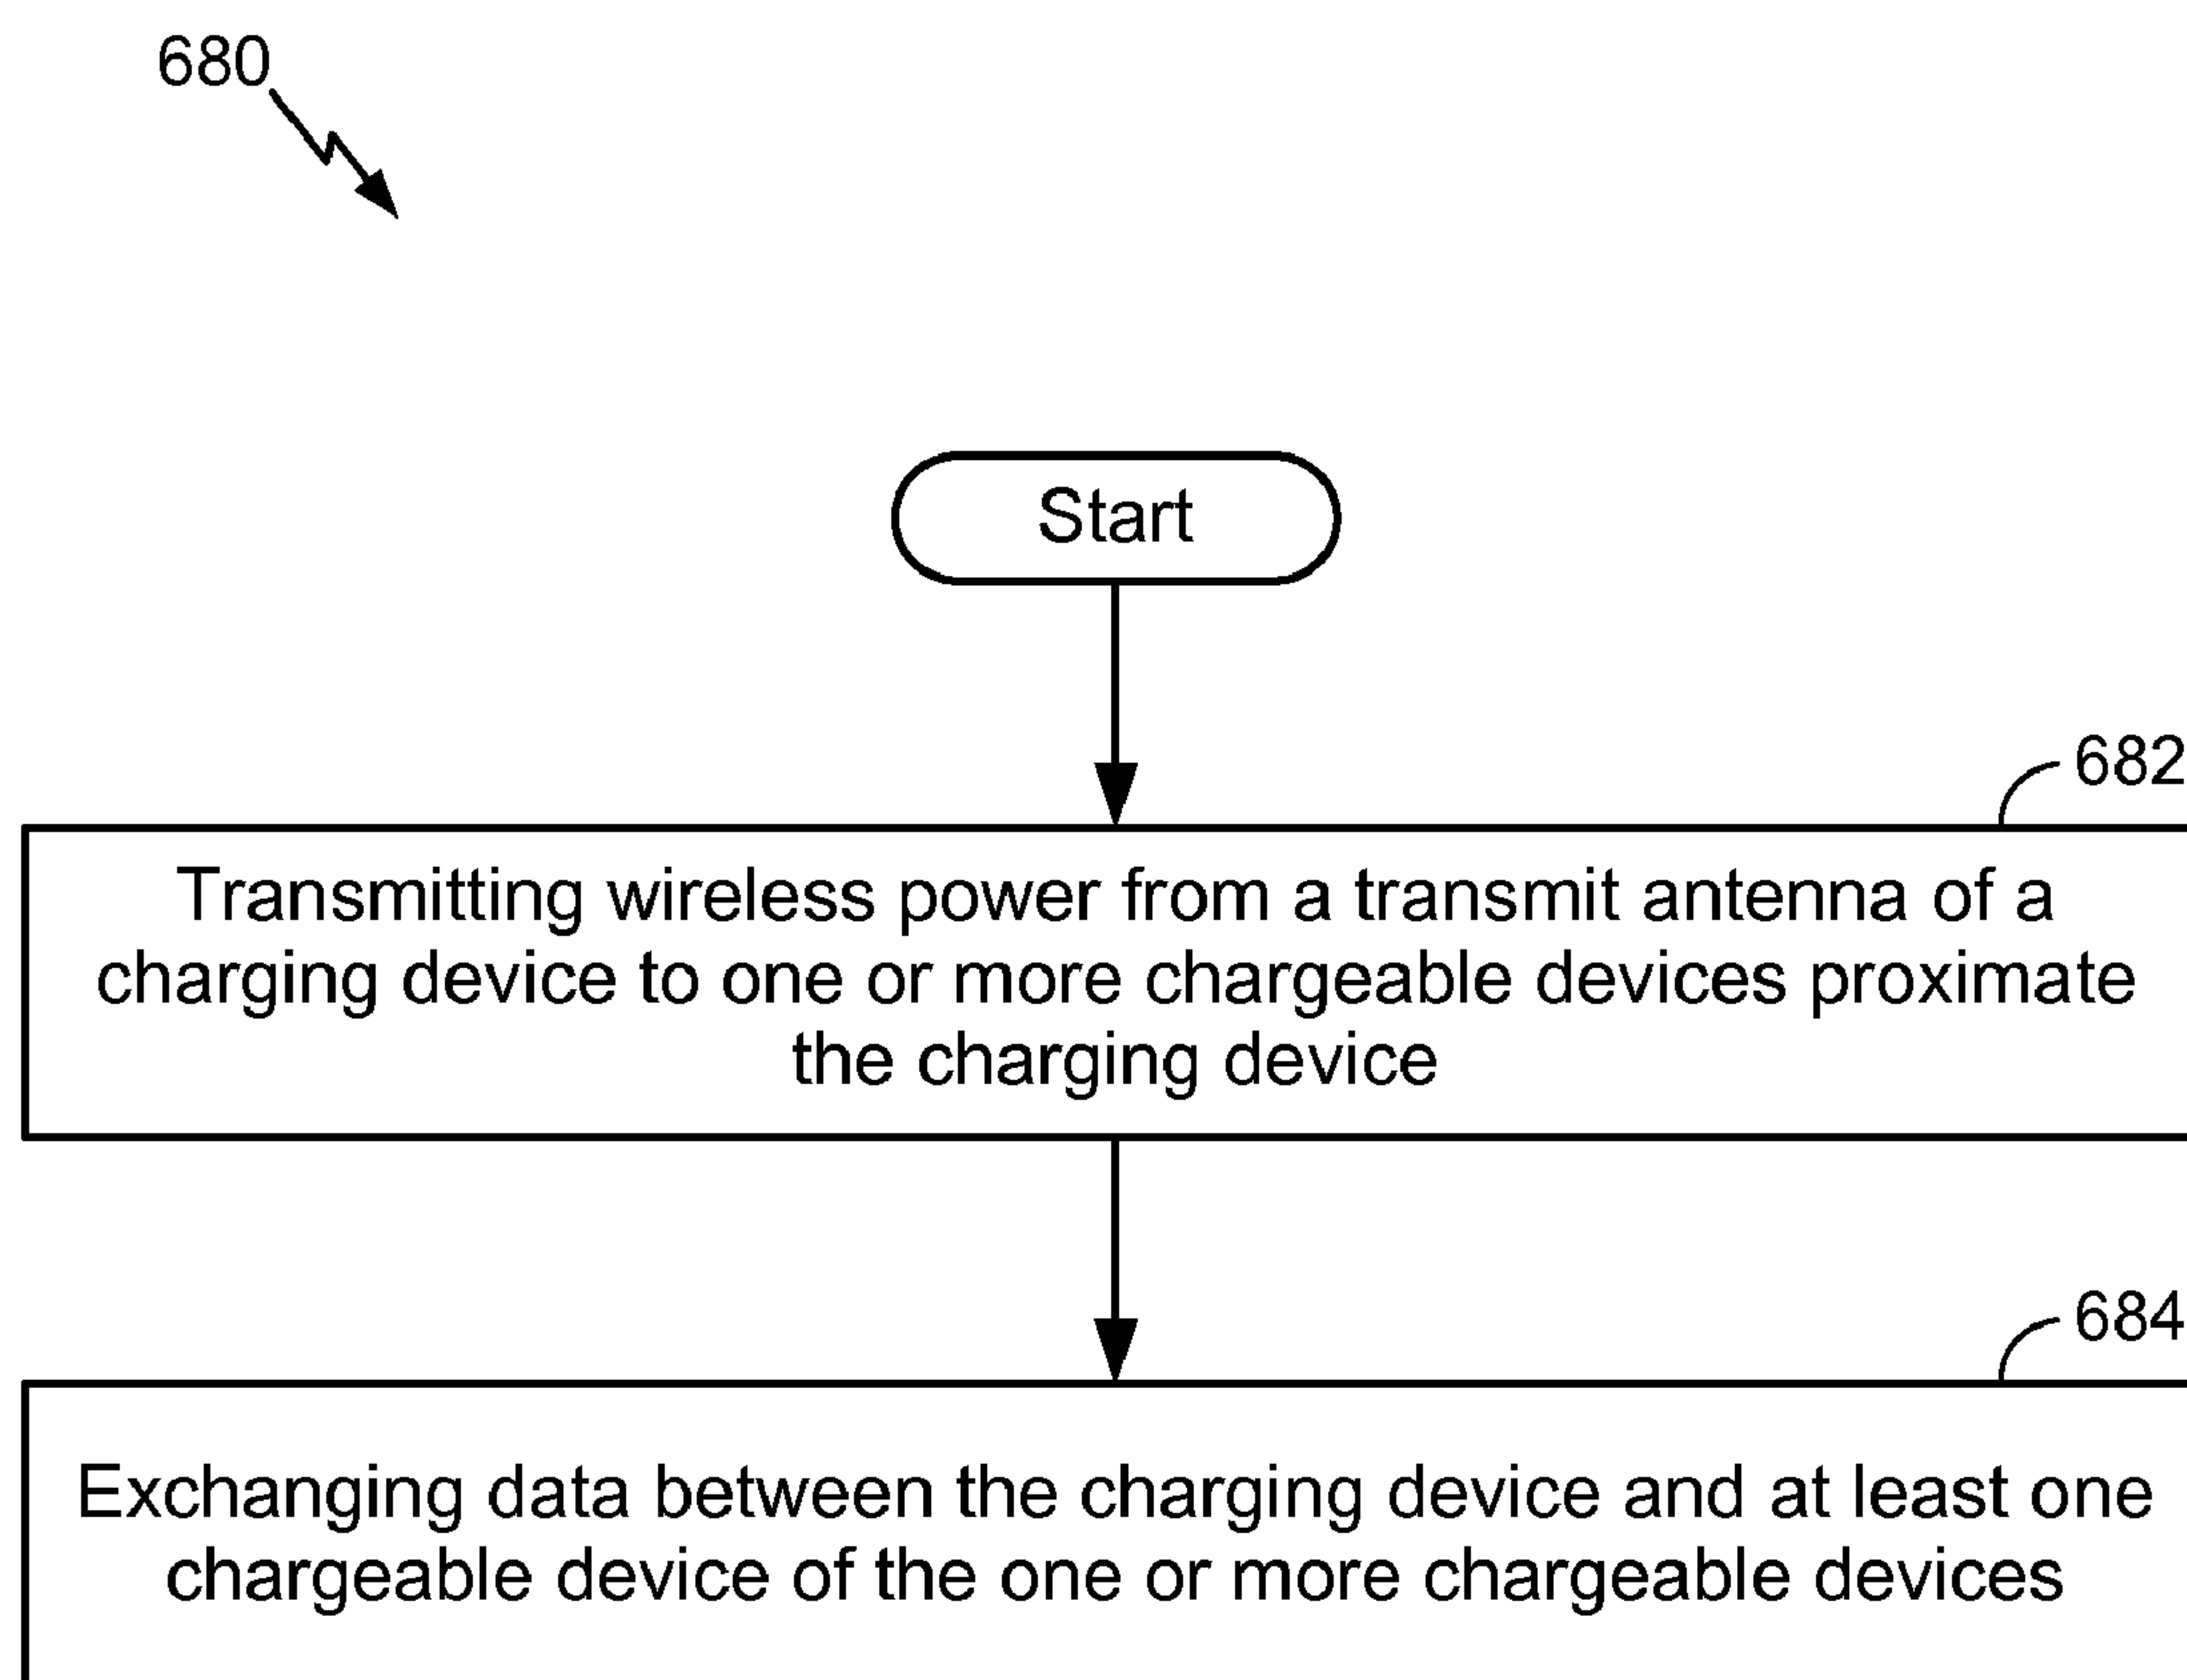 680
Start
682
Transmitting wireless power from a transmit antenna of a
charging device to one or more chargeable devices proximate
the charging device
684
Exchanging data between the charging device and at least one
chargeable device of the one or more chargeable devices